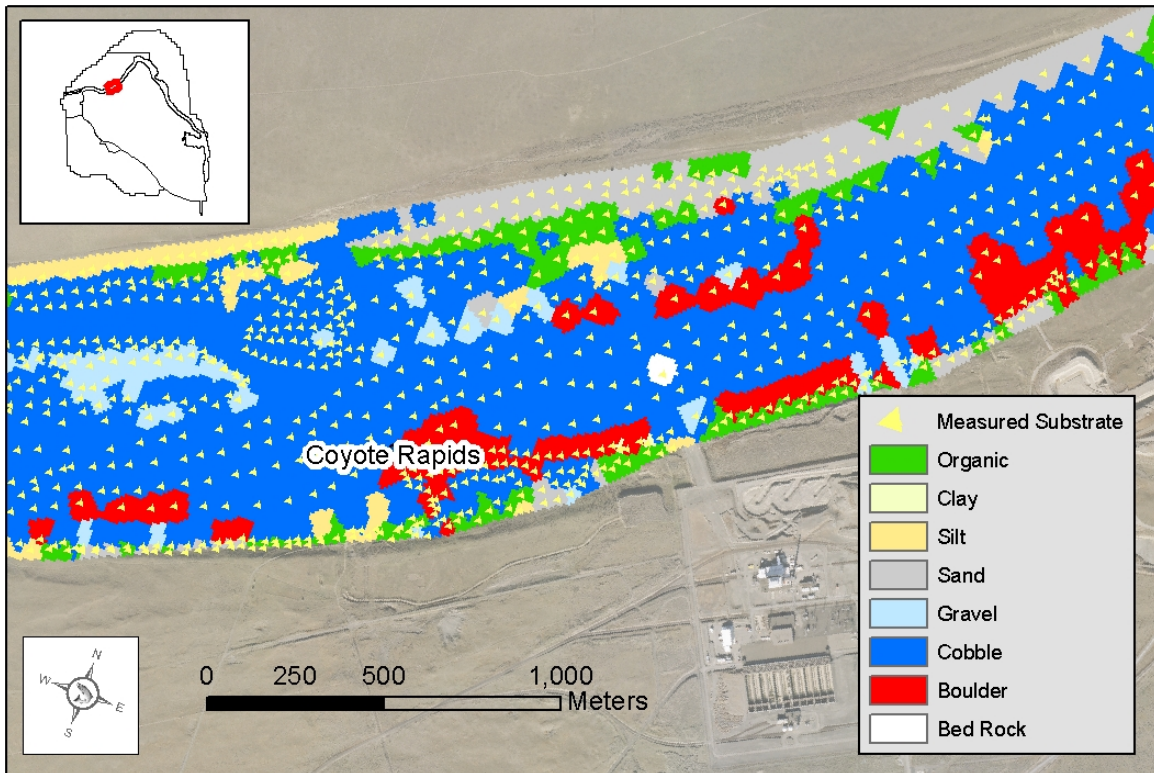 Coyote Rapids
N
W
E
S
0 250 500 1,000
Meters
Measured Substrate
Organic
Clay
Silt
Sand
Gravel
Cobble
Boulder
Bed Rock